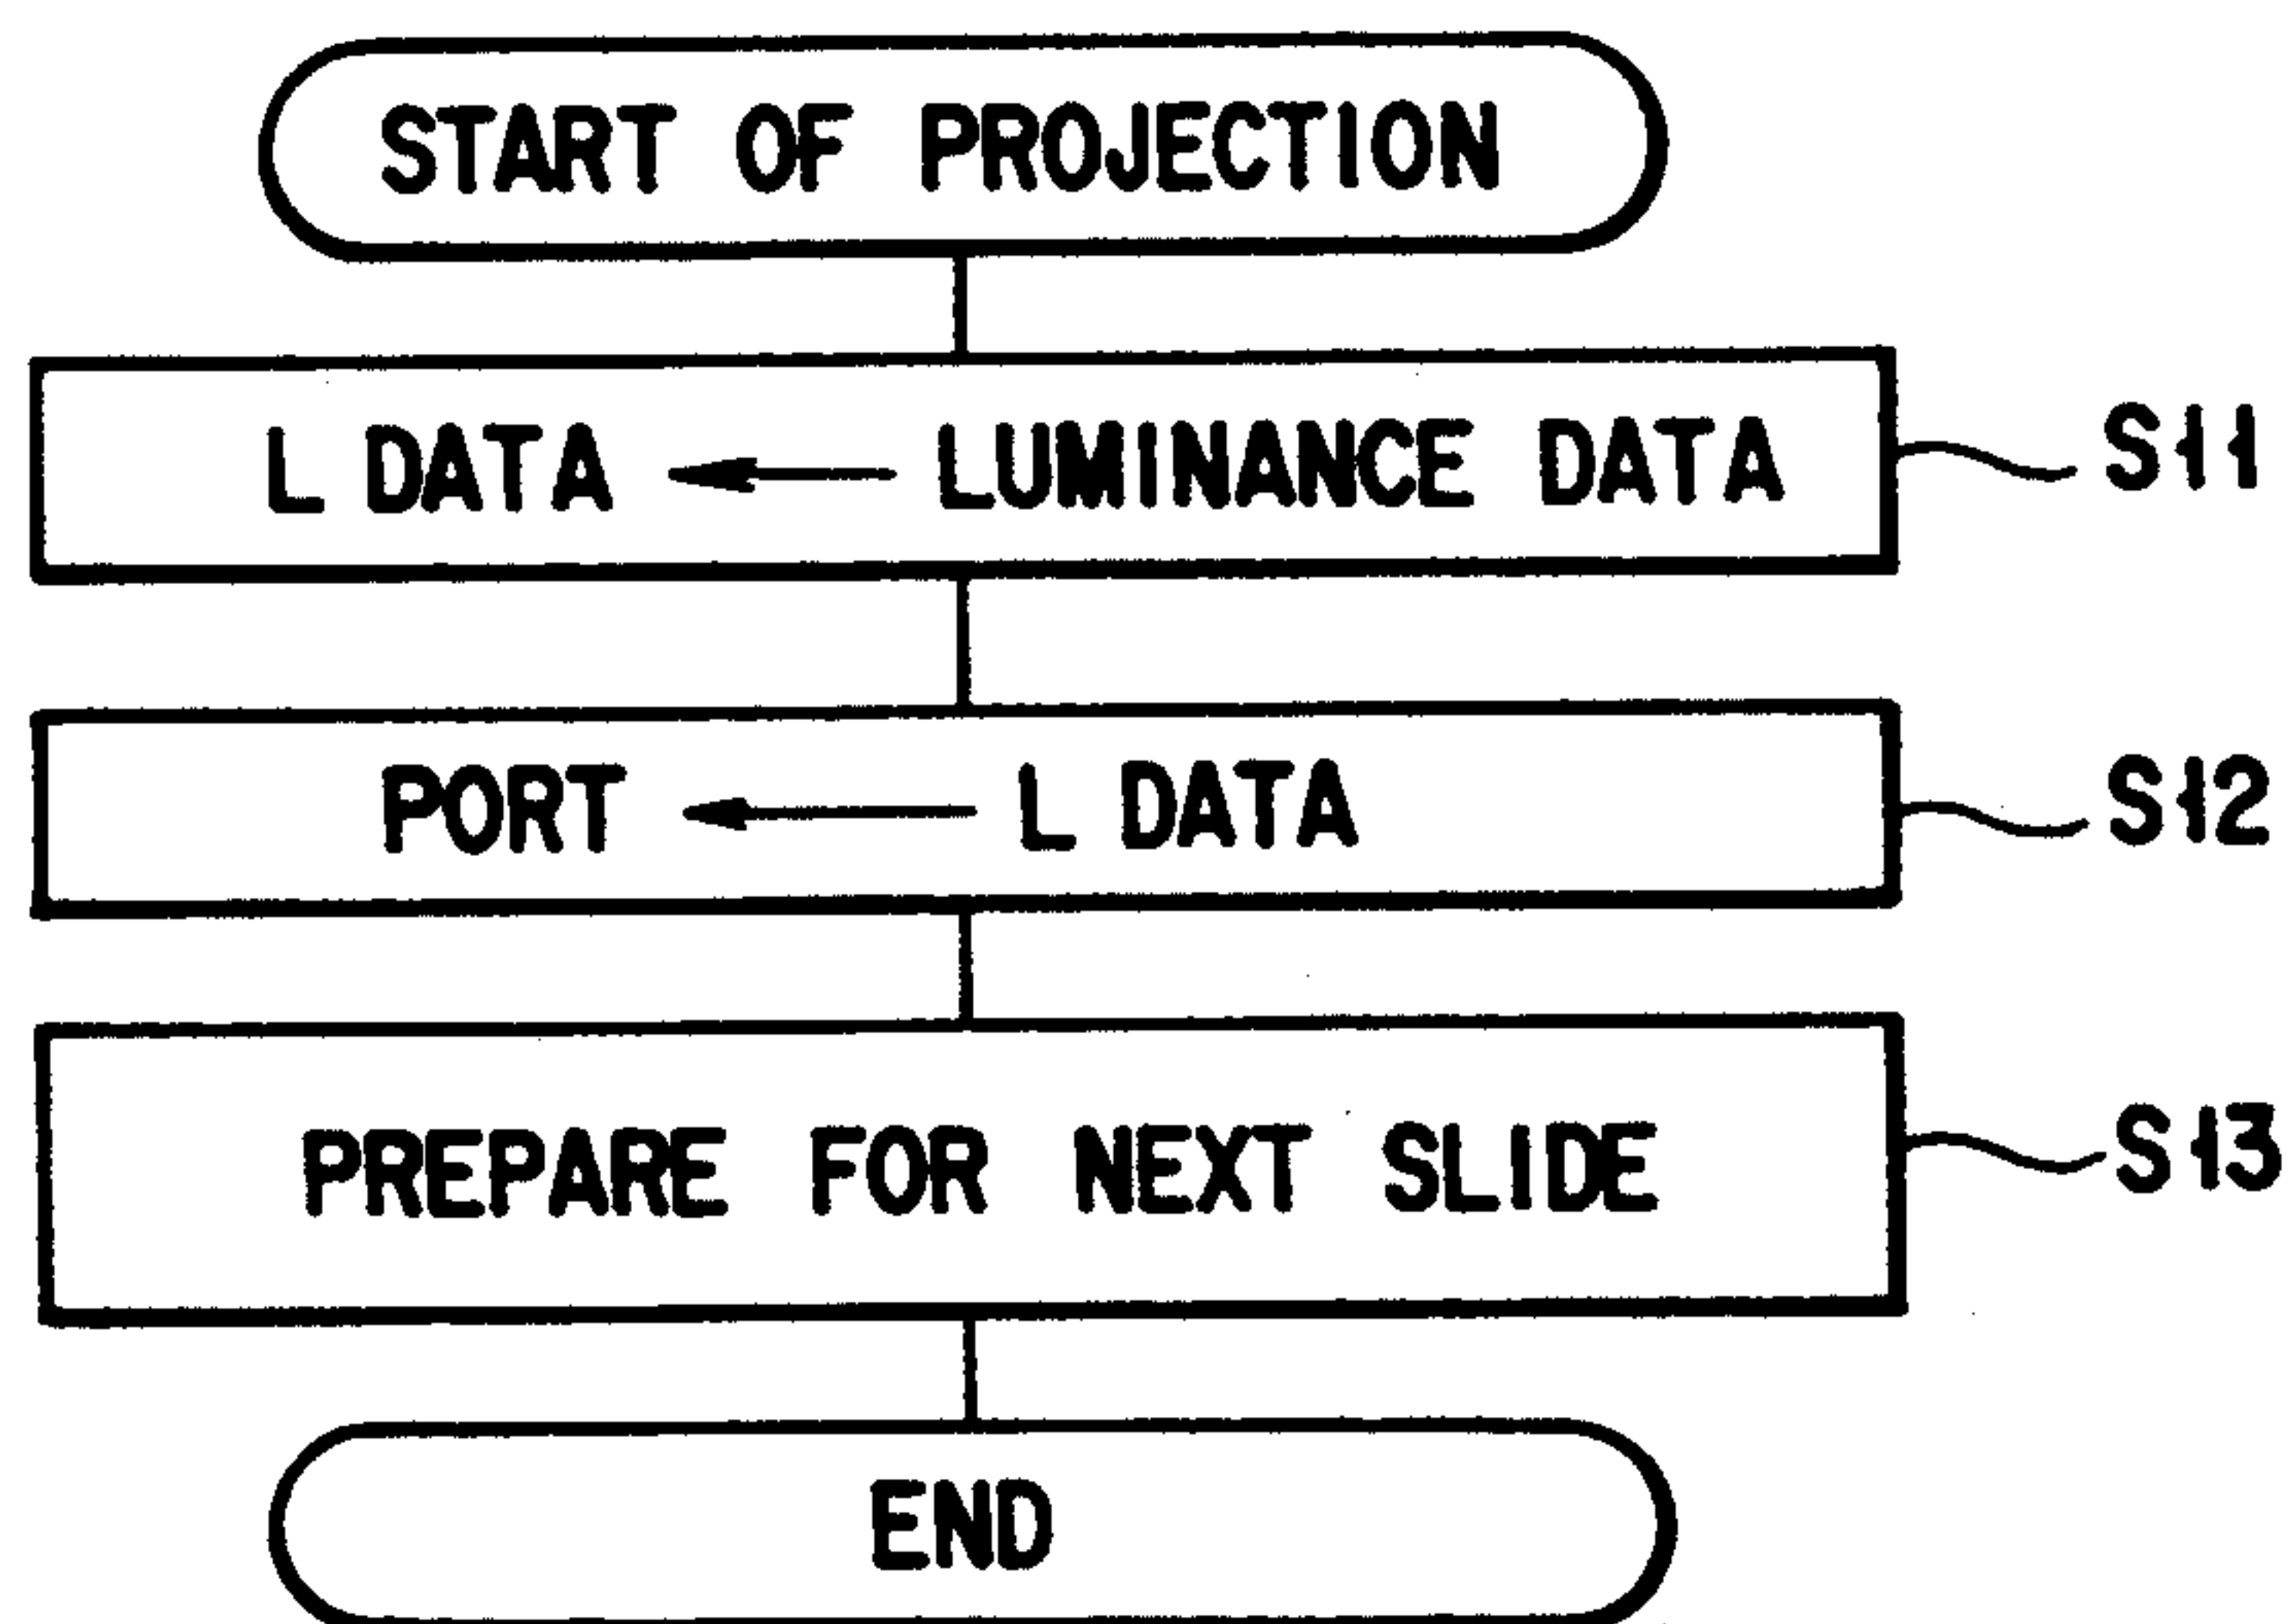 START OF PROJECTION
L DATA ← LUMINANCE DATA S11
PORT ← L DATA S12
PREPARE FOR NEXT SLIDE S13
END